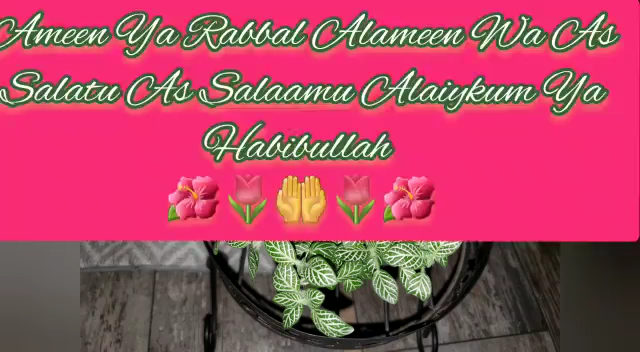 Ameen Ya Rabbal Alameen Wa As
Salatu As Salaamu Alaiykum Ya
Habibullah
🌺🌷🤲🌷🌺